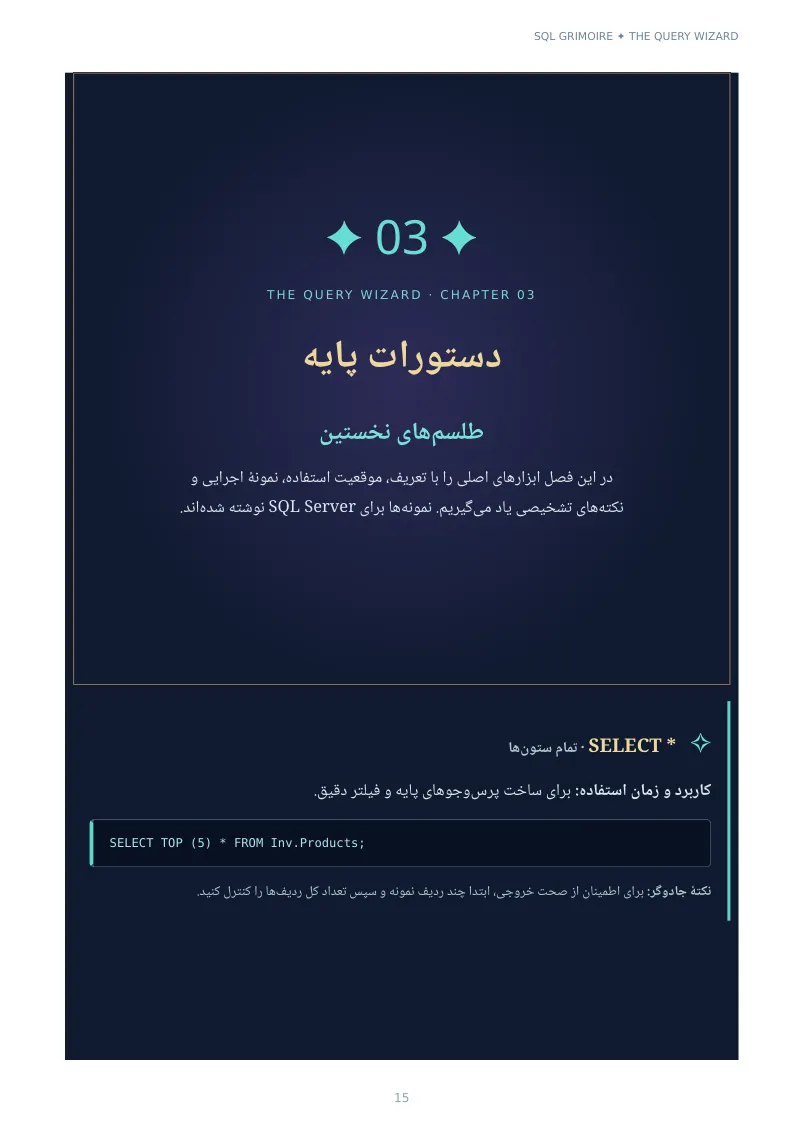 SQL GRIMOIRE ✦ THE QUERY WIZARD
✦ 03 ✦
THE QUERY WIZARD · CHAPTER 03
دستورات پایه
طلسم‌های نخستین
در این فصل ابزارهای اصلی را با تعریف، موقعیت استفاده، نمونهٔ اجرایی و
نکته‌های تشخیصی یاد می‌گیریم. نمونه‌ها برای SQL Server نوشته شده‌اند.
✧ SELECT * · تمام ستون‌ها
کاربرد و زمان استفاده: برای ساخت پرس‌وجوهای پایه و فیلتر دقیق.
SELECT TOP (5) * FROM Inv.Products;
نکتهٔ جادوگر: برای اطمینان از صحت خروجی، ابتدا چند ردیف نمونه و سپس تعداد کل ردیف‌ها را کنترل کنید.
15